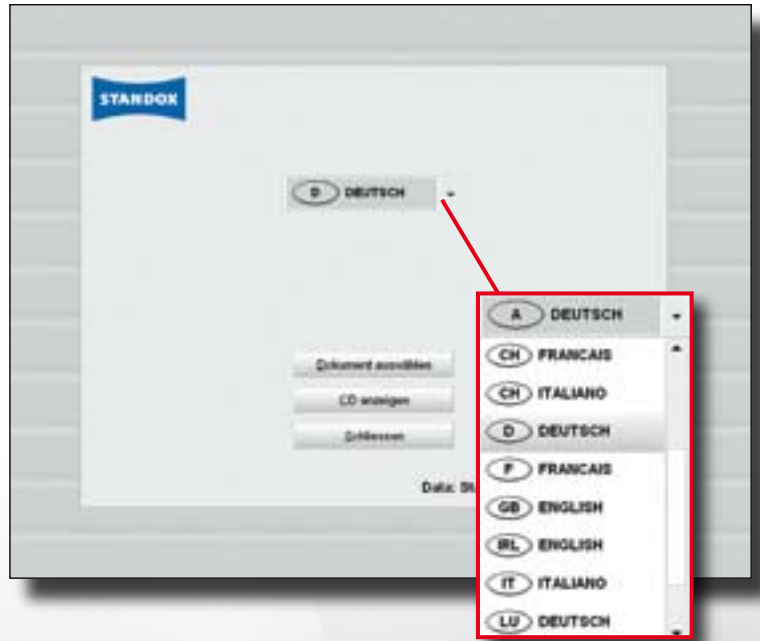 STANDOX
D DEUTSCH
Dokument auswählen
CD anzeigen
Schliessen
Data:
A DEUTSCH
CH FRANCAIS
CH ITALIANO
D DEUTSCH
F FRANCAIS
GB ENGLISH
IRL ENGLISH
IT ITALIANO
LU DEUTSCH